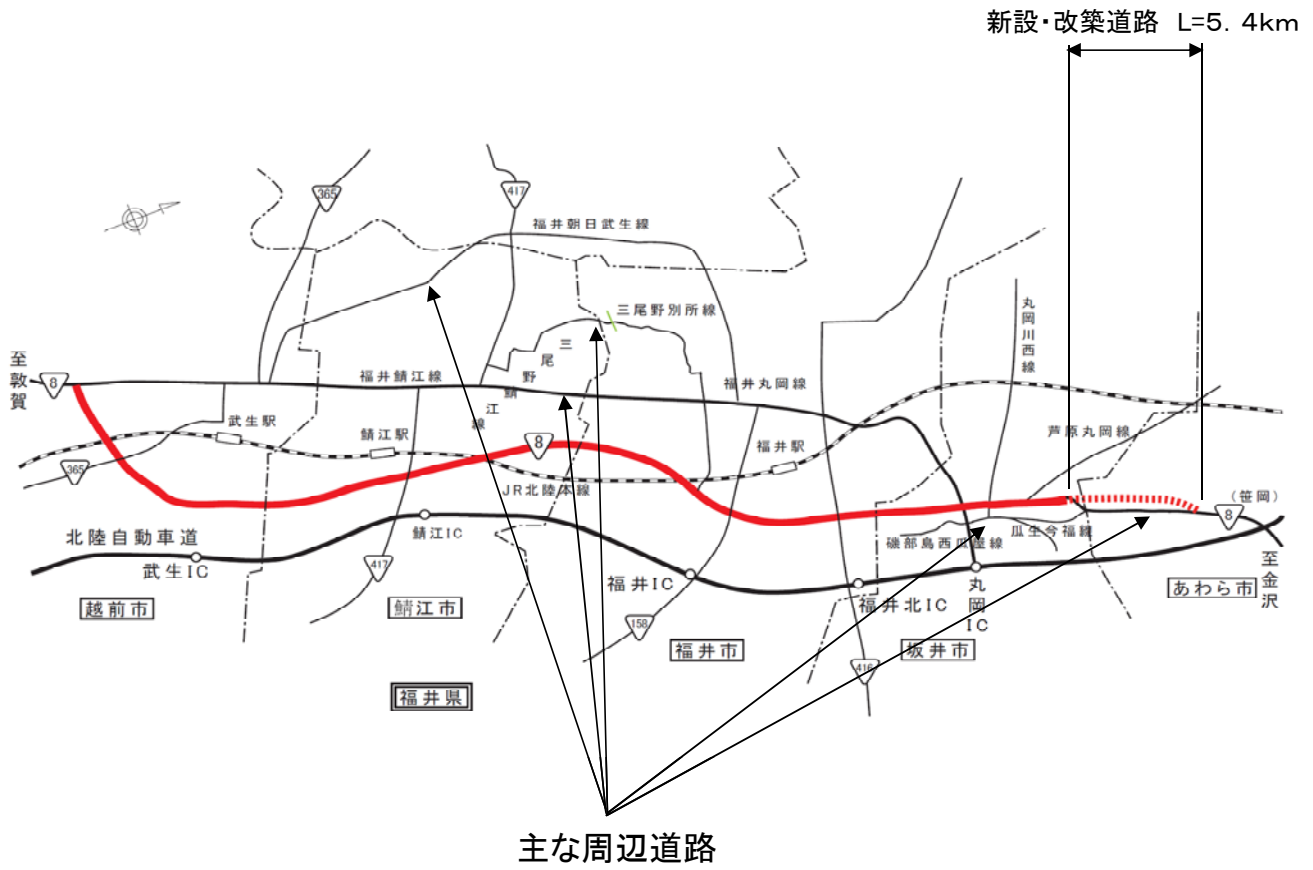 新設・改築道路 L=5.4km
365
417
福井朝日武生線
三尾野別所線
丸岡川西線
至敦賀
8
福井鯖江線
三尾野鯖江線
福井丸岡線
武生駅
鯖江駅
8
福井駅
芦原丸岡線
365
JR北陸本線
(笹岡)
8
北陸自動車道
鯖江IC
磯部島西瓜屋線
瓜生今福線
武生IC
417
福井IC
福井北IC
丸岡IC
あわら市
至金沢
越前市
鯖江市
158
福井市
坂井市
416
福井県
主な周辺道路